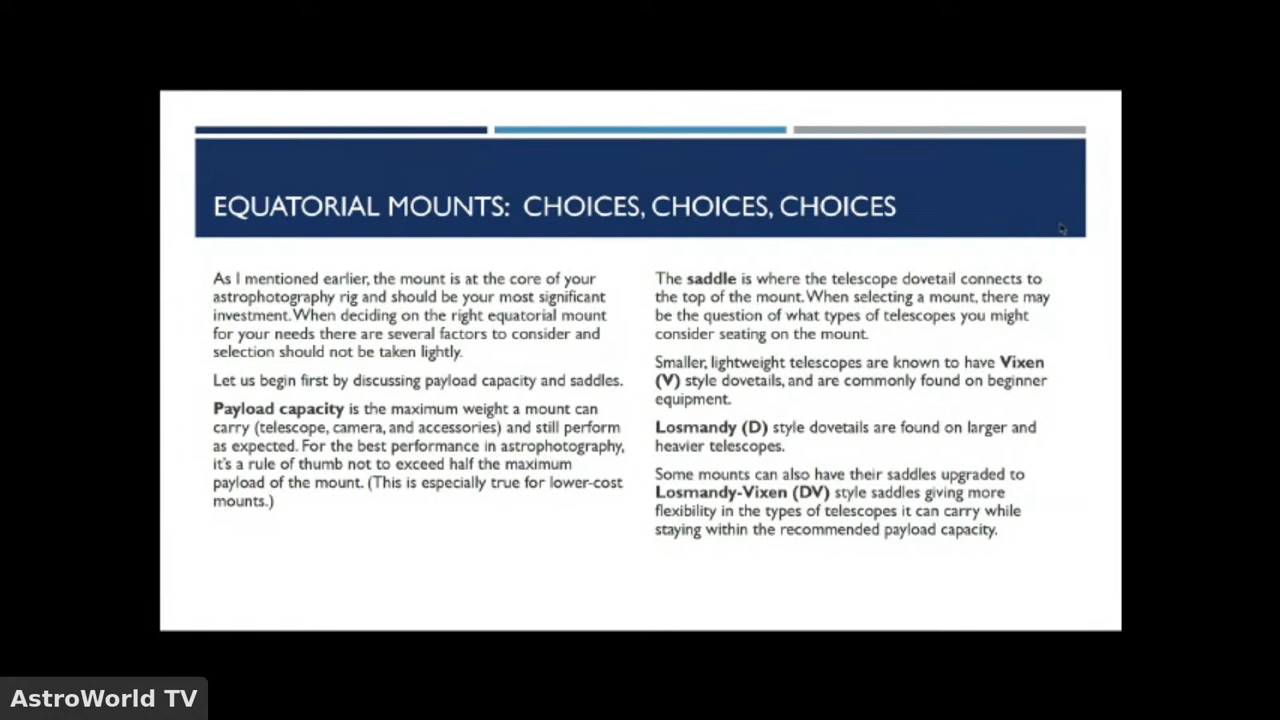 EQUATORIAL MOUNTS: CHOICES, CHOICES, CHOICES
As I mentioned earlier, the mount is at the core of your
astrophotography rig and should be your most significant
investment. When deciding on the right equatorial mount
for your needs there are several factors to consider and
selection should not be taken lightly.
Let us begin first by discussing payload capacity and saddles.
Payload capacity is the maximum weight a mount can
carry (telescope, camera, and accessories) and still perform
as expected. For the best performance in astrophotography,
it's a rule of thumb not to exceed half the maximum
payload of the mount. (This is especially true for lower-cost
mounts.)
The saddle is where the telescope dovetail connects to
the top of the mount. When selecting a mount, there may
be the question of what types of telescopes you might
consider seating on the mount.
Smaller, lightweight telescopes are known to have Vixen
(V) style dovetails, and are commonly found on beginner
equipment.
Losmandy (D) style dovetails are found on larger and
heavier telescopes.
Some mounts can also have their saddles upgraded to
Losmandy-Vixen (DV) style saddles giving more
flexibility in the types of telescopes it can carry while
staying within the recommended payload capacity.
AstroWorld TV